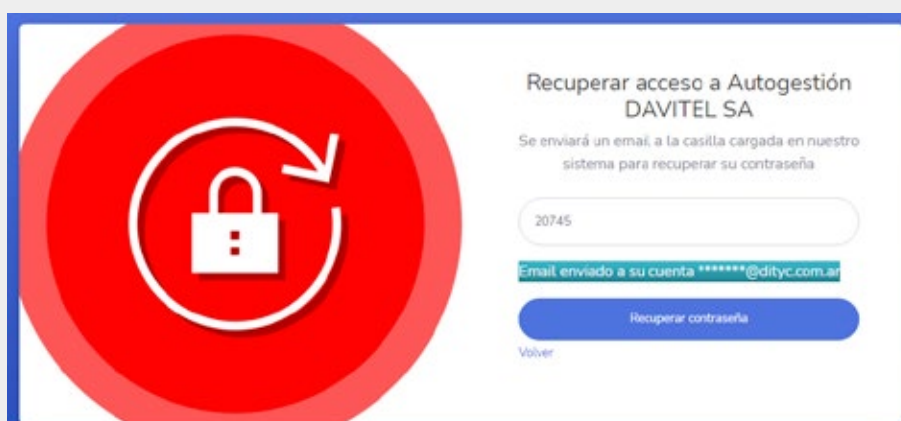 Recuperar acceso a Autogestión
DAVITEL SA
Se enviará un email a la casilla cargada en nuestro
sistema para recuperar su contraseña
20745
Email enviado a su cuenta *******@dityc.com.ar
Recuperar contraseña
Volver